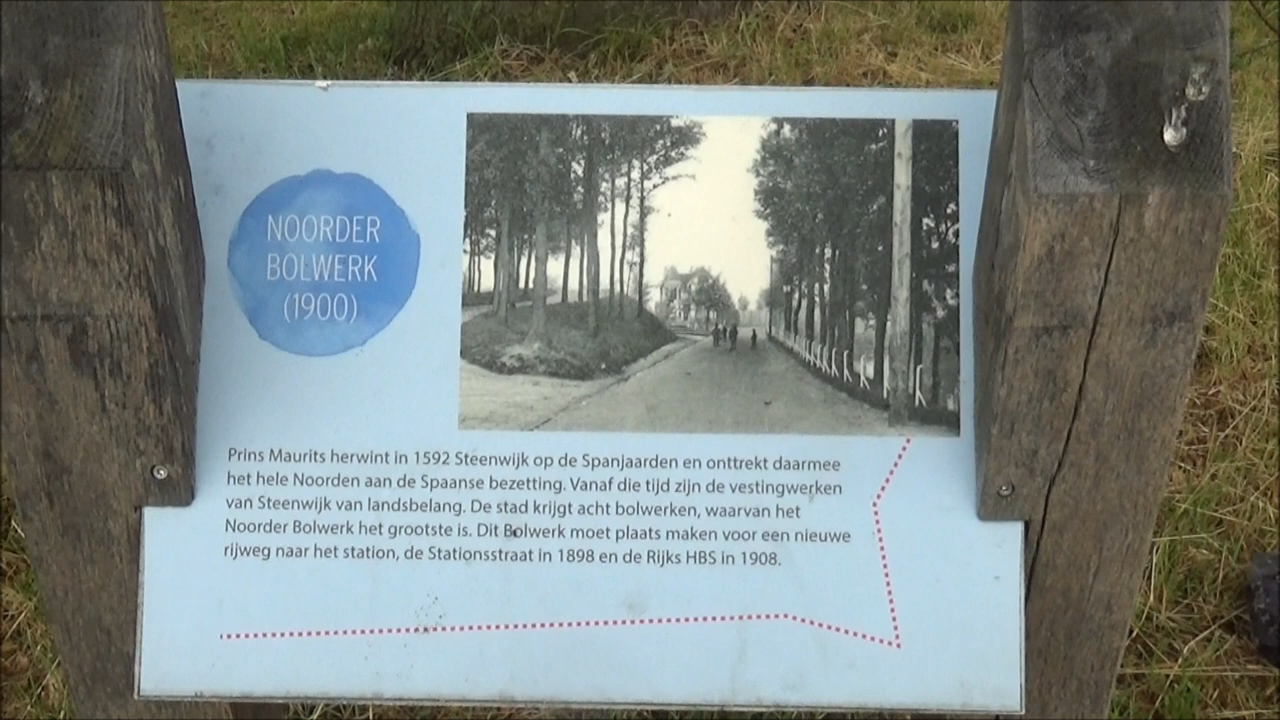 NOORDER
BOLWERK
(1900)
Prins Maurits herwint in 1592 Steenwijk op de Spanjaarden en onttrekt daarmee
het hele Noorden aan de Spaanse bezetting. Vanaf die tijd zijn de vestingwerken
van Steenwijk van landsbelang. De stad krijgt acht bolwerken, waarvan het
Noorder Bolwerk het grootste is. Dit Bolwerk moet plaats maken voor een nieuwe
rijweg naar het station, de Stationsstraat in 1898 en de Rijks HBS in 1908.